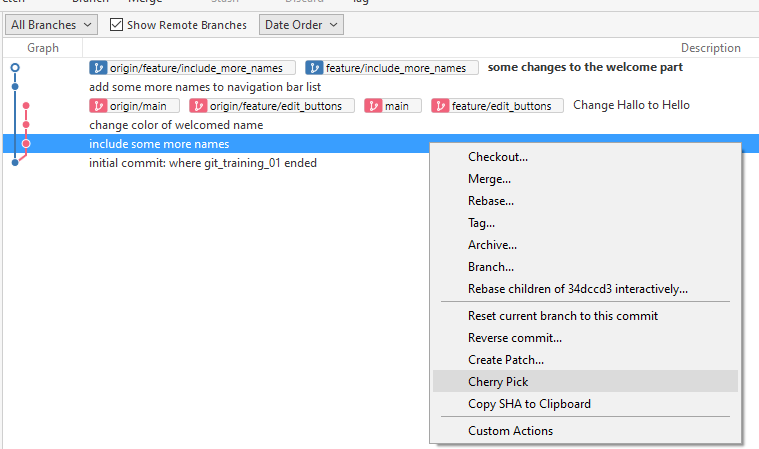 Branch Merge Stash Discard Tag
All Branches Show Remote Branches Date Order
Graph Description
origin/feature/include_more_names feature/include_more_names some changes to the welcome part
add some more names to navigation bar list
origin/main origin/feature/edit_buttons main feature/edit_buttons Change Hallo to Hello
change color of welcomed name
include some more names
initial commit: where git_training_01 ended
Checkout...
Merge...
Rebase...
Tag...
Archive...
Branch...
Rebase children of 34dccd3 interactively...
Reset current branch to this commit
Reverse commit...
Create Patch...
Cherry Pick
Copy SHA to Clipboard
Custom Actions